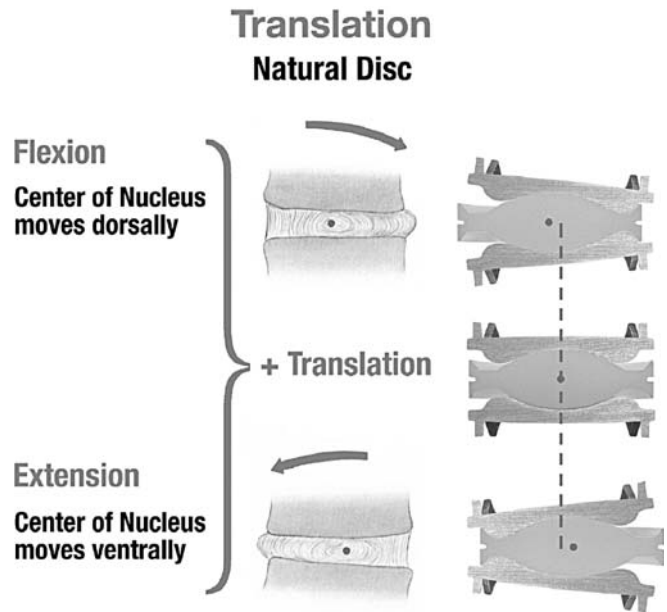 Translation
Natural Disc
Flexion
Center of Nucleus
moves dorsally
+ Translation
Extension
Center of Nucleus
moves ventrally